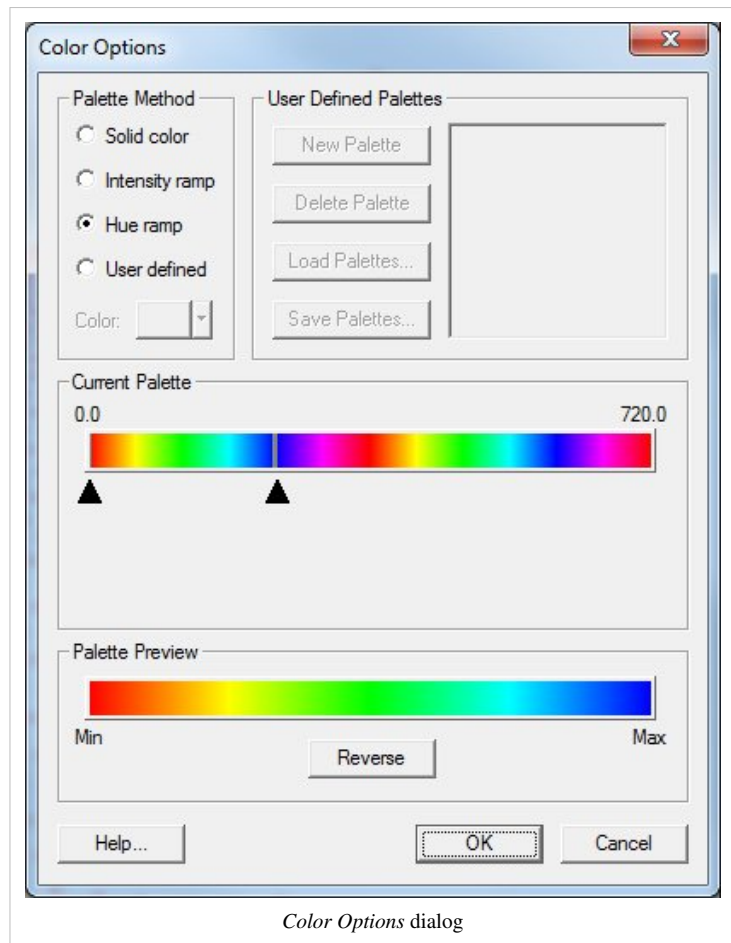 Color Options
Palette Method
Solid color
Intensity ramp
Hue ramp
User defined
Color:
User Defined Palettes
New Palette
Delete Palette
Load Palettes...
Save Palettes...
Current Palette
0.0 720.0
Palette Preview
Min Max
Reverse
Help... OK Cancel
Color Options dialog